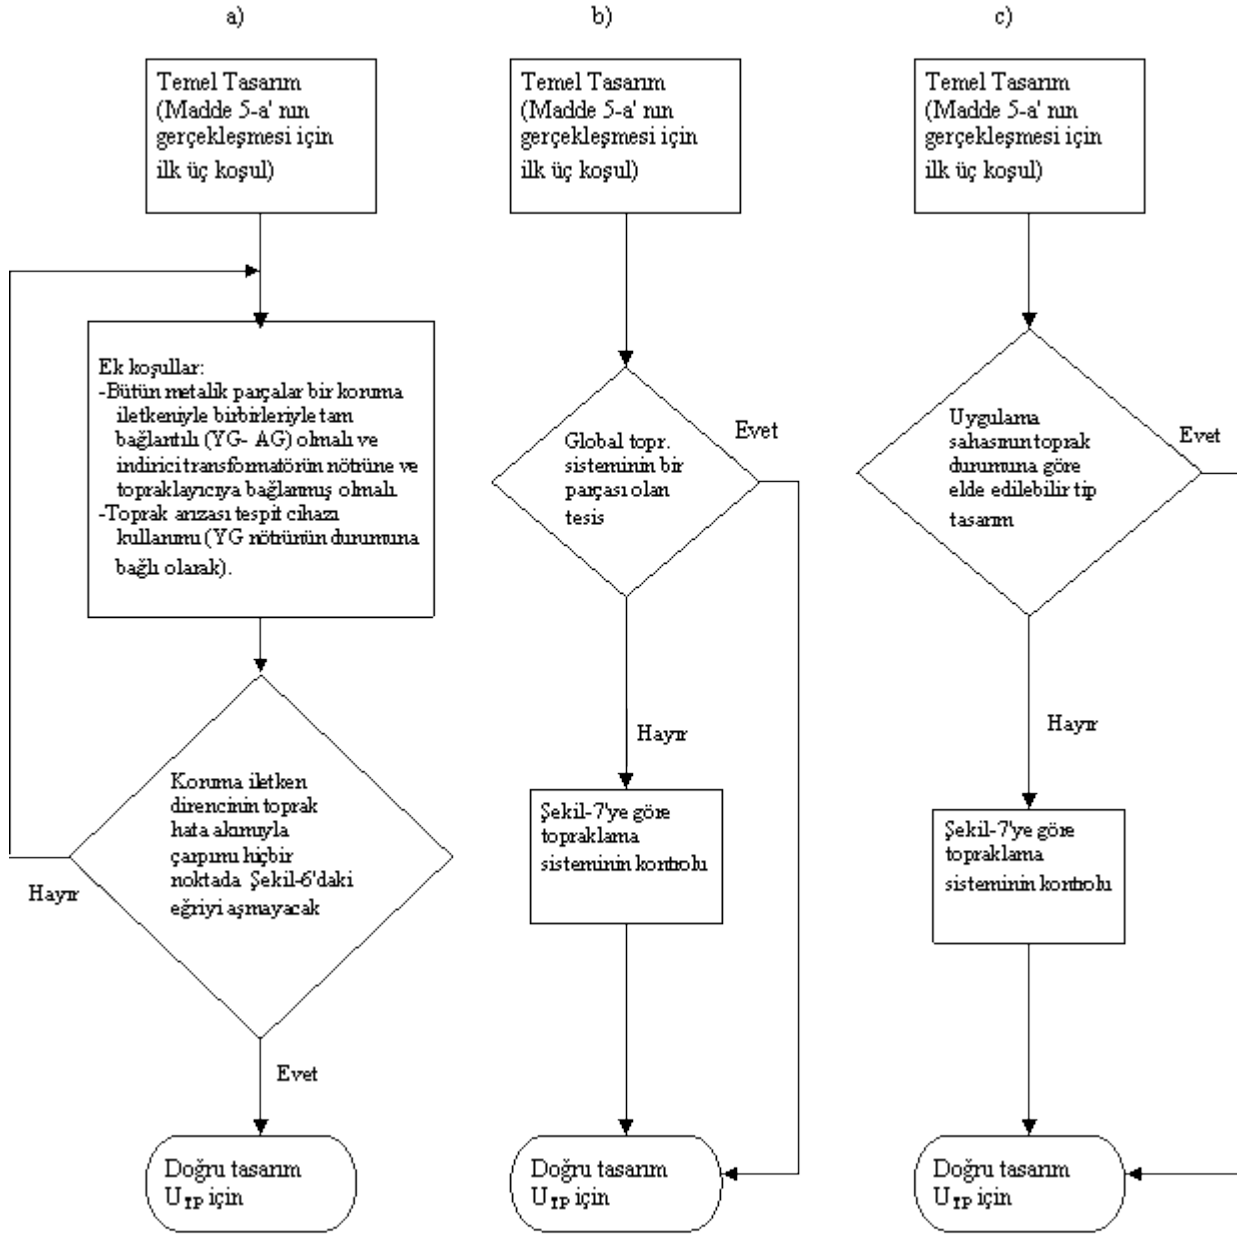 a)
Temel Tasarım
(Madde 5-a' nın
gerçekleşmesi için
ilk üç koşul)
Ek koşullar:
-Bütün metalik parçalar bir koruma
iletkeniyle birbirleriyle tam
bağlantılı (YG- AG) olmalı ve
indirici transformatörün nötrüne ve
topraklayıcıya bağlanmış olmalı.
-Toprak arızası tespit cihazı
kullanımı (YG nötrünün durumuna
bağlı olarak).
Koruma iletken
direncinin toprak
hata akımıyla
çarpımı hiçbir
noktada Şekil-6'daki
eğriyi aşmayacak
Hayır
Evet
Doğru tasarım
UTP için
b)
Temel Tasarım
(Madde 5-a' nın
gerçekleşmesi için
ilk üç koşul)
Global topr.
sisteminin bir
parçası olan
tesis
Evet
Hayır
Şekil-7'ye göre
topraklama
sisteminin kontrolu
Doğru tasarım
UTP için
c)
Temel Tasarım
(Madde 5-a' nın
gerçekleşmesi için
ilk üç koşul)
Uygulama
sahasının toprak
durumuna göre
elde edilebilir tip
tasarım
Evet
Hayır
Şekil-7'ye göre
topraklama
sisteminin kontrolu
Doğru tasarım
UTP için